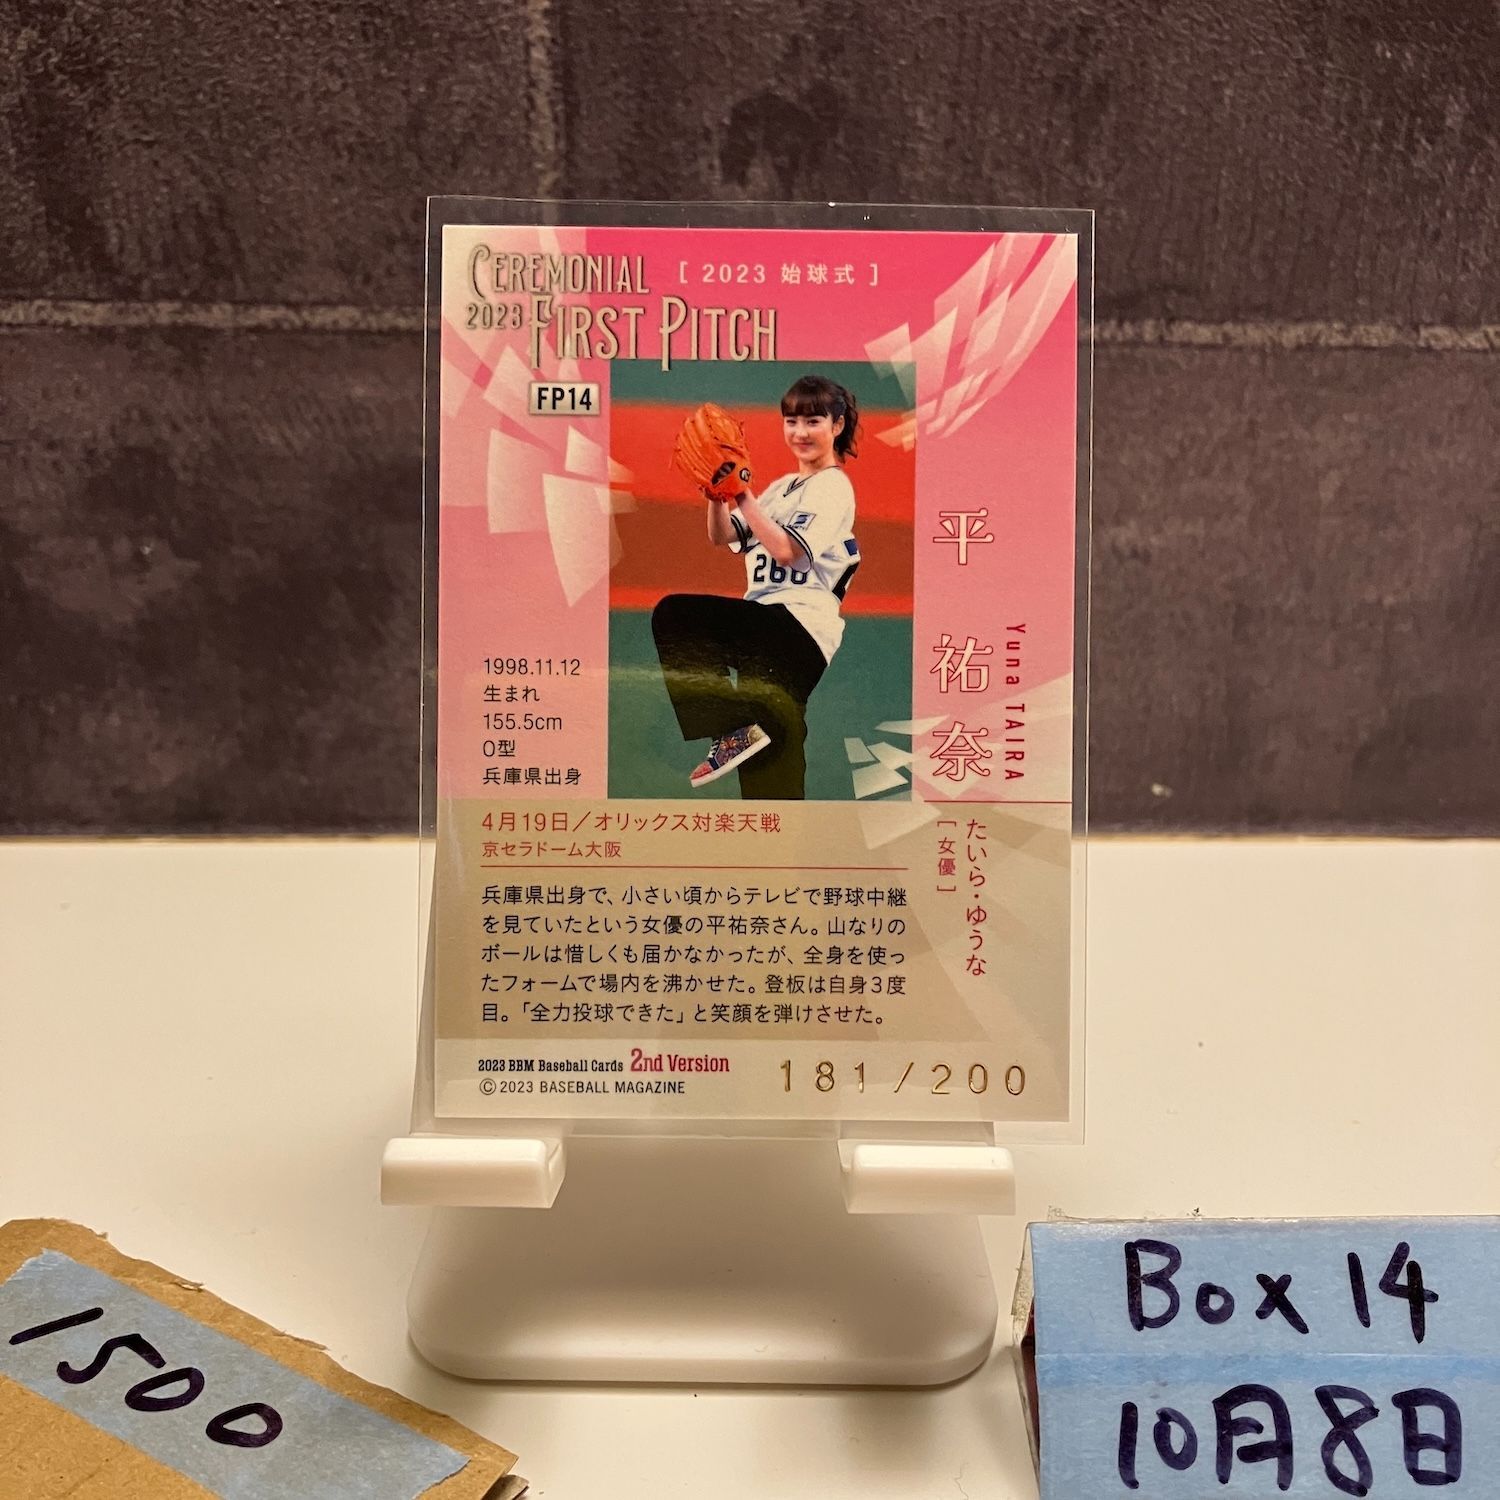 CEREMONIAL
2023 FIRST PITCH
[ 2023 始球式 ]
FP14
260
平 祐奈
Yuna TAIRA
たいら・ゆうな
[ 女優 ]
1998.11.12
生まれ
155.5cm
O型
兵庫県出身
4月19日／オリックス対楽天戦
京セラドーム大阪
兵庫県出身で、小さい頃からテレビで野球中継
を見ていたという女優の平祐奈さん。山なりの
ボールは惜しくも届かなかったが、全身を使っ
たフォームで場内を沸かせた。登板は自身3度
目。「全力投球できた」と笑顔を弾けさせた。
2023 BBM Baseball Cards 2nd Version
©2023 BASEBALL MAGAZINE
181/200
1500
Box 14
10月8日